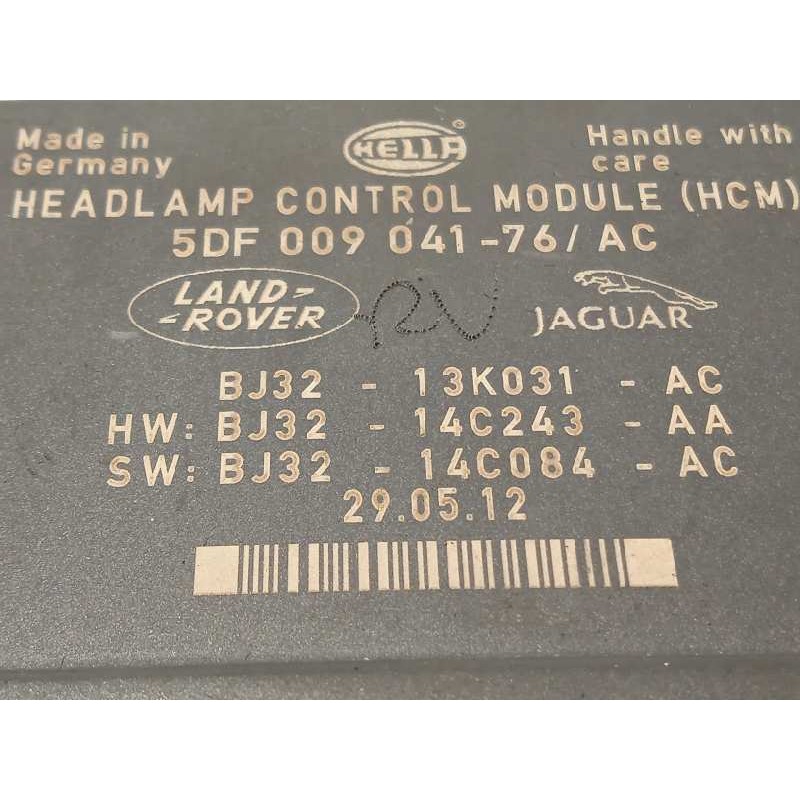 Made in
Germany
HELLA®
Handle with
care
HEADLAMP CONTROL MODULE (HCM)
5DF 009 041-76/ AC
LAND-
-ROVER
JAGUAR
BJ32 - 13K031 - AC
HW: BJ32 - 14C243 - AA
SW: BJ32 - 14C084 - AC
29.05.12